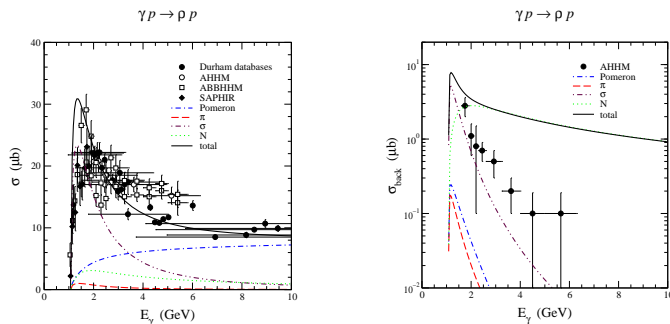 γ p → ρ p
σ (μb)
40
30
20
10
0
Durham databases
AHHM
ABBHHM
SAPHIR
Pomeron
π
σ
N
total
0 2 4 6 8 10
E_γ (GeV)
γ p → ρ p
σ_back (μb)
10^1
10^0
10^-1
10^-2
AHHM
Pomeron
π
σ
N
total
0 2 4 6 8 10
E_γ (GeV)